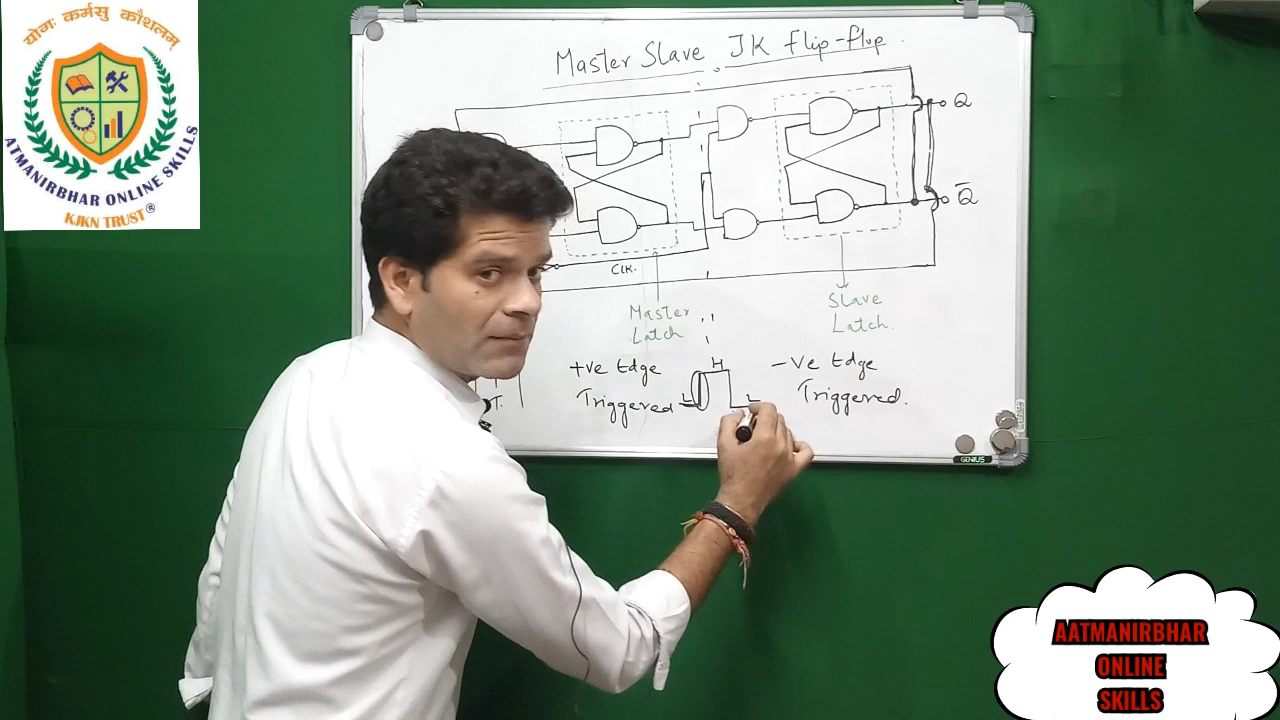 योगः कर्मसु कौशलम्
ATMANIRBHAR ONLINE SKILLS
KJKN TRUST ®
Master Slave JK flip-flop.
Q
Q̅
CLK.
Master
Latch
Slave
Latch.
+ve Edge
Triggered
L
H
L
-ve Edge
Triggered.
T.
GENIUS
AATMANIRBHAR
ONLINE
SKILLS